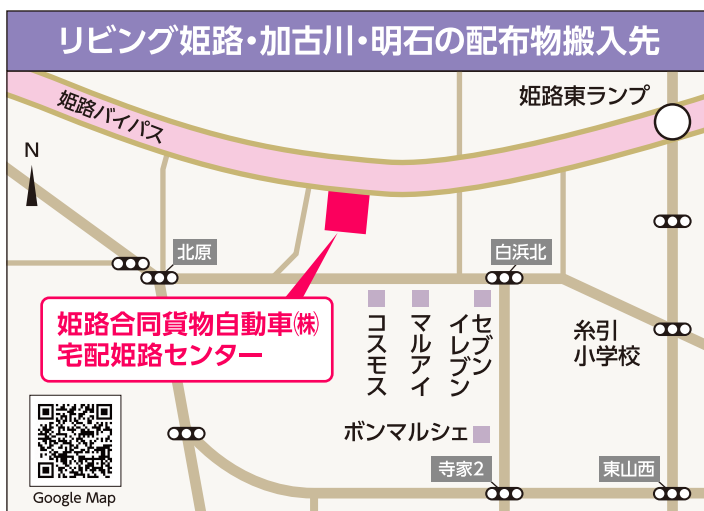 リビング姫路・加古川・明石の配布物搬入先
姫路バイパス
姫路東ランプ
N
北原
白浜北
姫路合同貨物自動車㈱
宅配姫路センター
コスモス
マルアイ
セブン
イレブン
糸引
小学校
ボンマルシェ
寺家2
東山西
Google Map